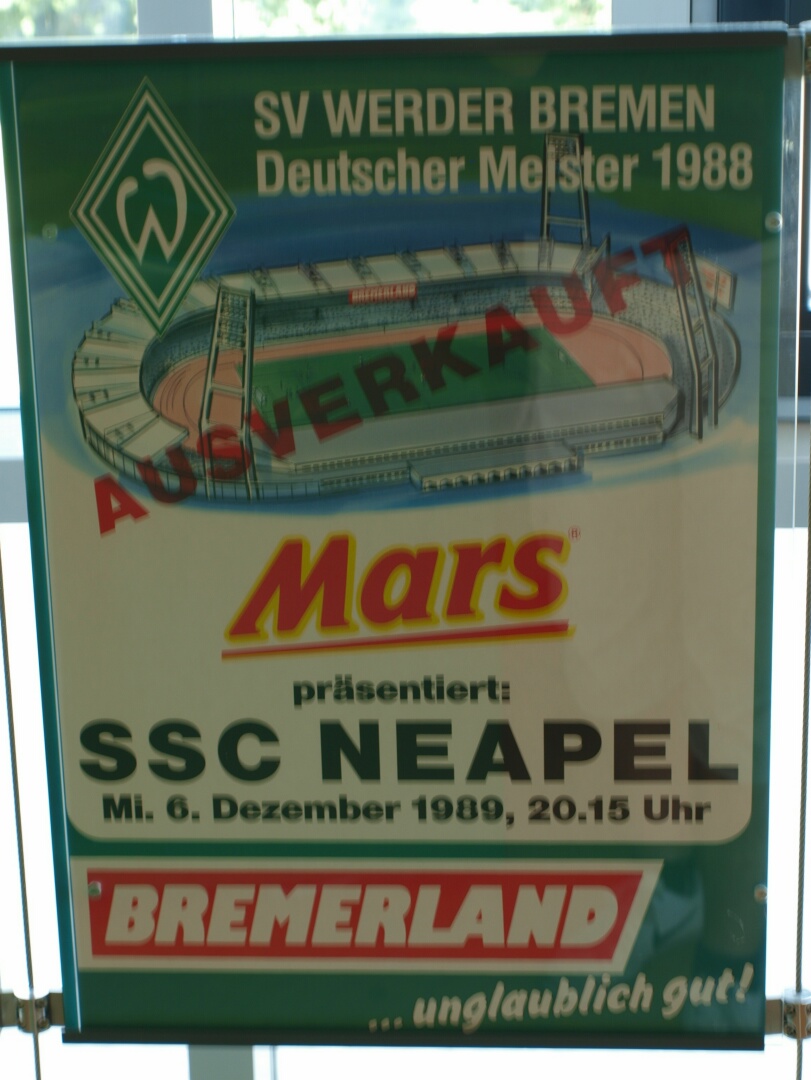 SV WERDER BREMEN
Deutscher Meister 1988
W
BREMERLAND
AUSVERKAUFT
Mars®
präsentiert:
SSC NEAPEL
Mi. 6. Dezember 1989, 20.15 Uhr
BREMERLAND
... unglaublich gut!